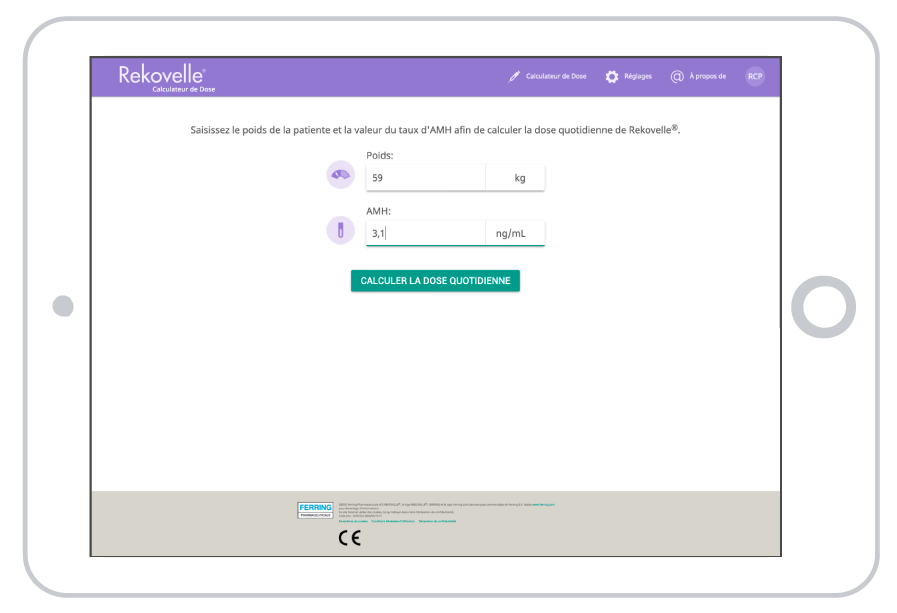 Rekovelle®
Calculateur de Dose
Calculateur de Dose
Réglages
À propos de
RCP
Saisissez le poids de la patiente et la valeur du taux d'AMH afin de calculer la dose quotidienne de Rekovelle®.
Poids:
59
kg
AMH:
3,1
ng/mL
CALCULER LA DOSE QUOTIDIENNE
FERRING
PHARMACEUTICALS
CE